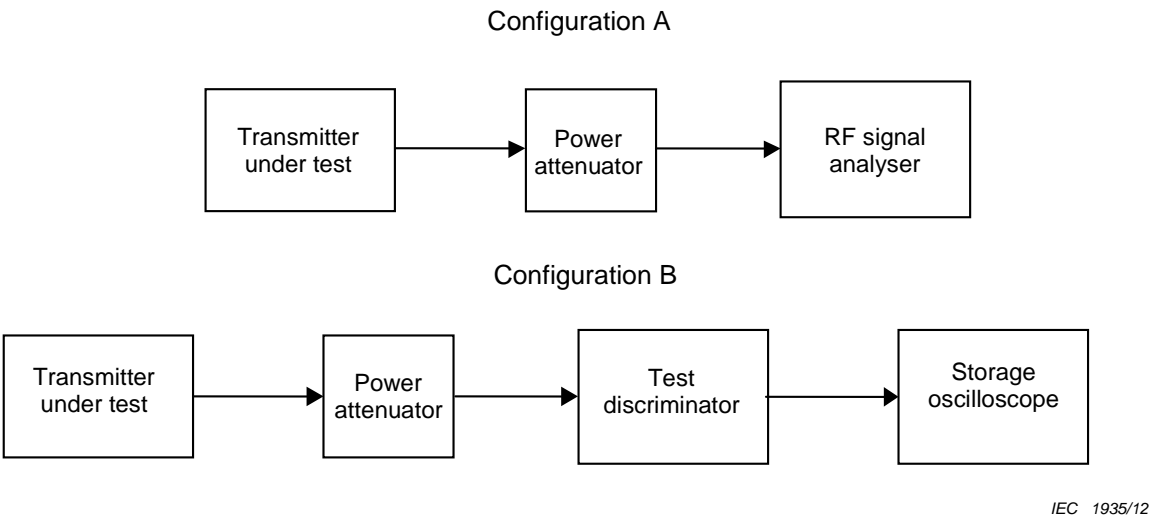 Configuration A
Transmitter
under test
Power
attenuator
RF signal
analyser
Configuration B
Transmitter
under test
Power
attenuator
Test
discriminator
Storage
oscilloscope
IEC 1935/12